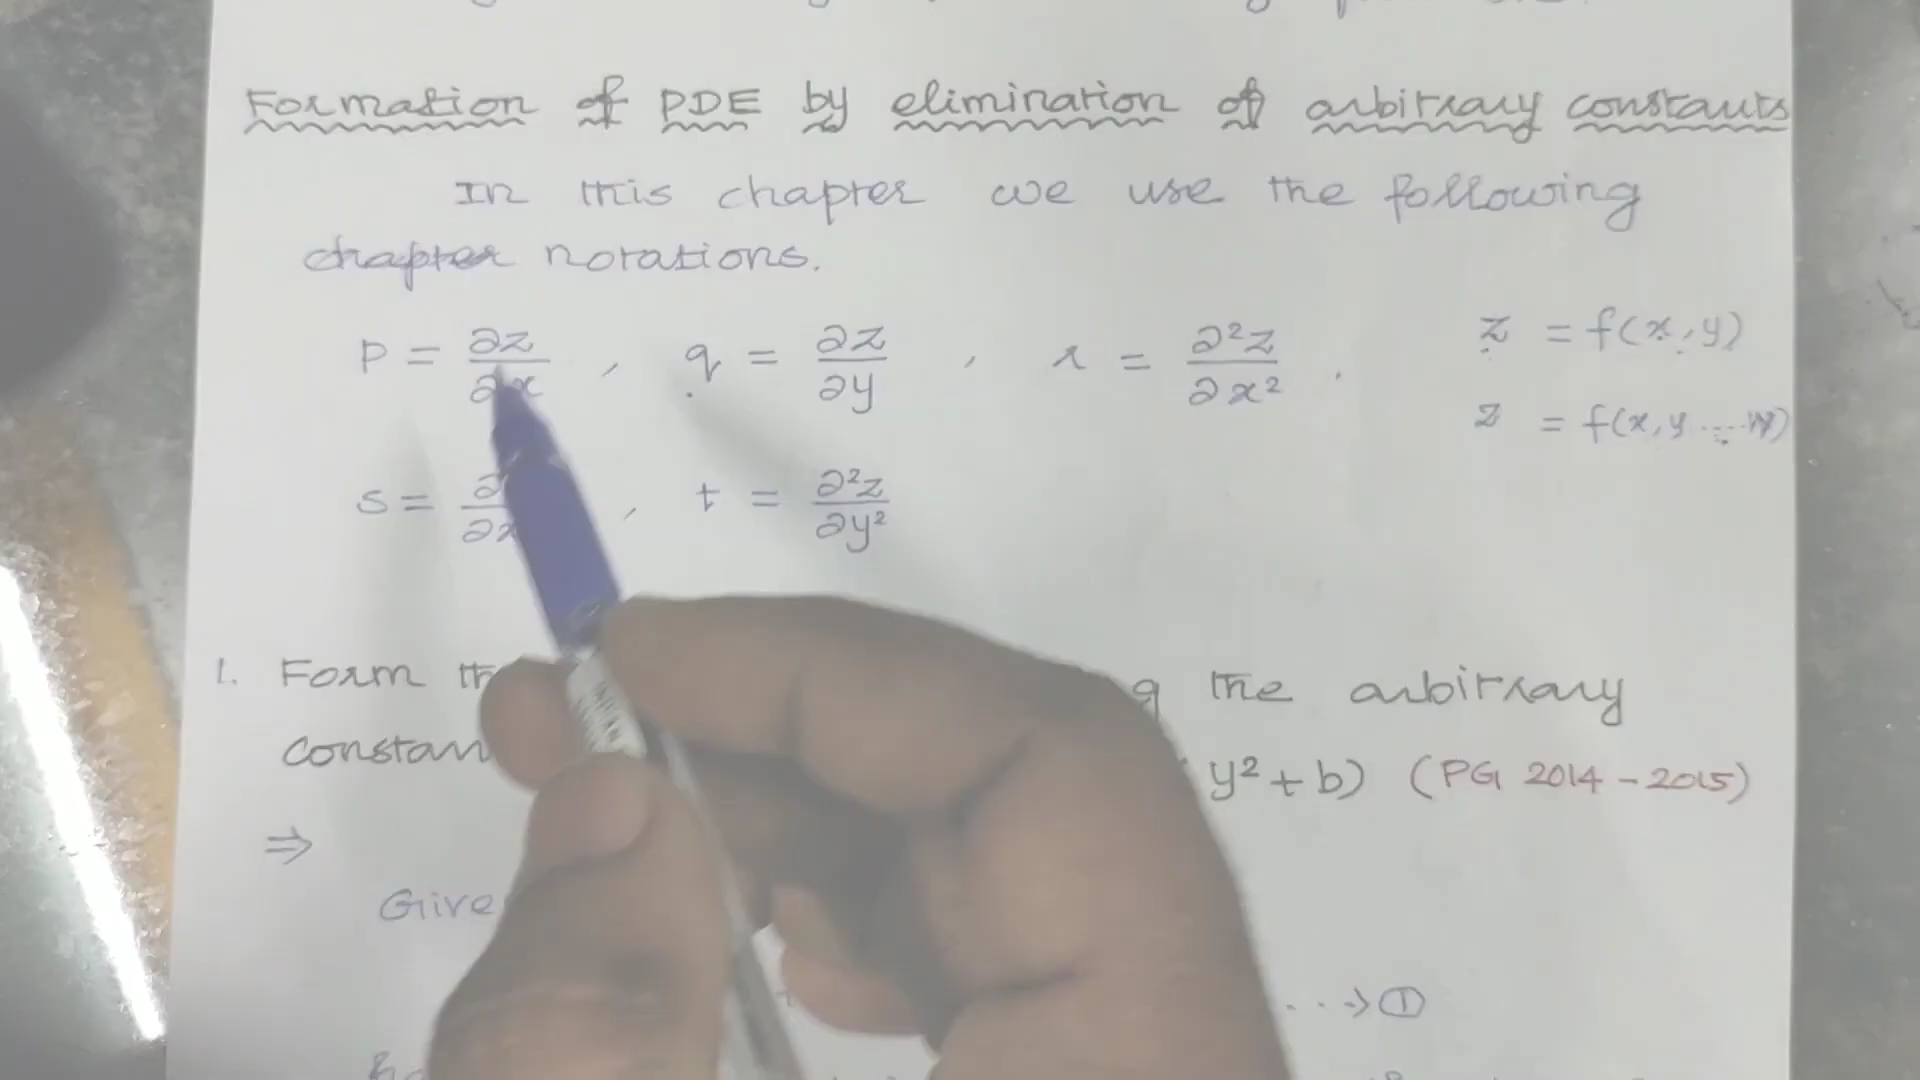 Formation of PDE by elimination of arbitrary constants
In this chapter we use the following
chapter notations.
p = ∂z/∂x , q = ∂z/∂y , r = ∂²z/∂x² .
z = f(x,y)
z = f(x,y ....
s = , t = ∂²z/∂y²
1. Form the arbitrary
y²+b) (PG 2014-2015)
⇒
...→①